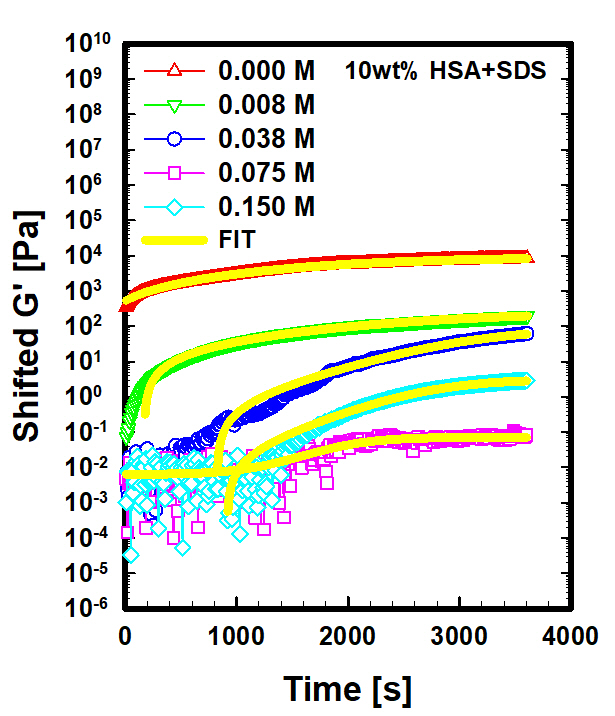 10^10
10^9
10^8
10^7
10^6
10^5
10^4
10^3
10^2
10^1
10^0
10^-1
10^-2
10^-3
10^-4
10^-5
10^-6
Shifted G' [Pa]
0.000 M
10wt% HSA+SDS
0.008 M
0.038 M
0.075 M
0.150 M
FIT
0 1000 2000 3000 4000
Time [s]